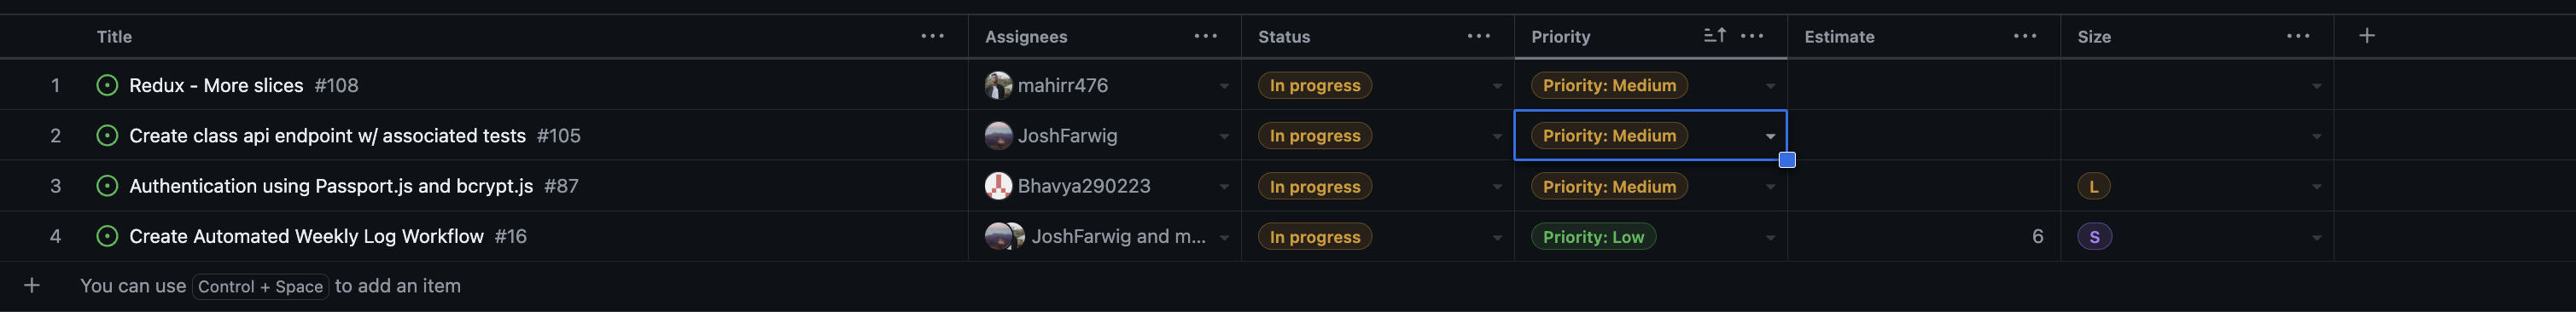 Title Assignees Status Priority Estimate Size
1 Redux - More slices #108 mahirr476 In progress Priority: Medium
2 Create class api endpoint w/ associated tests #105 JoshFarwig In progress Priority: Medium
3 Authentication using Passport.js and bcrypt.js #87 Bhavya290223 In progress Priority: Medium L
4 Create Automated Weekly Log Workflow #16 JoshFarwig and m... In progress Priority: Low 6 S
You can use Control + Space to add an item